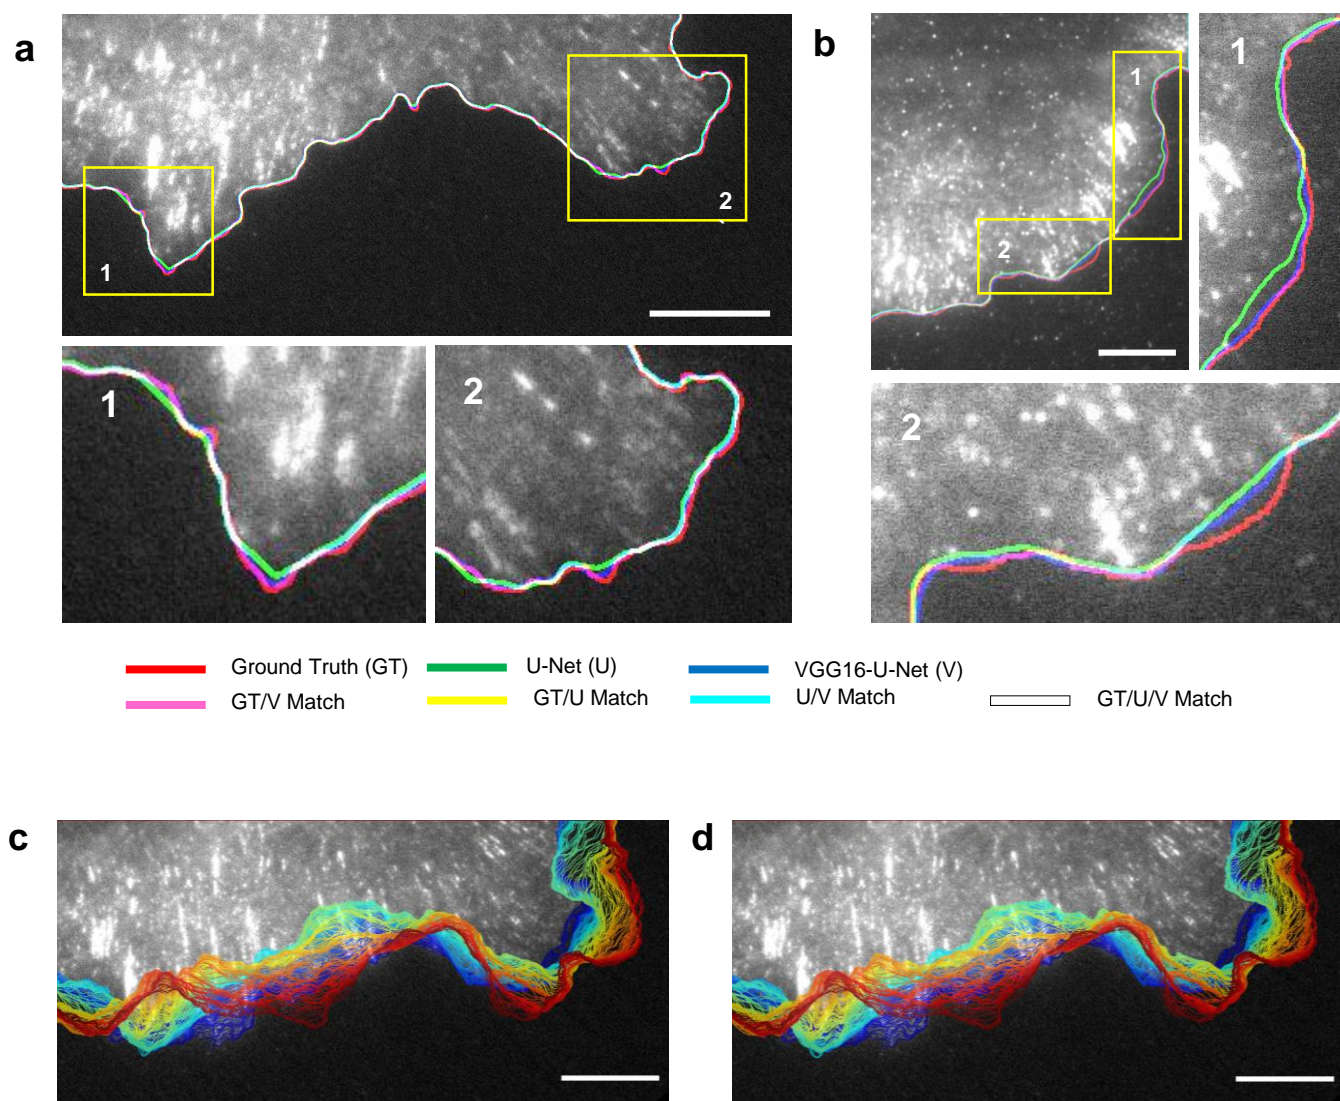 a
1
2
b
1
2
1
1
2
2
Ground Truth (GT) U-Net (U) VGG16-U-Net (V)
GT/V Match GT/U Match U/V Match GT/U/V Match
c
d